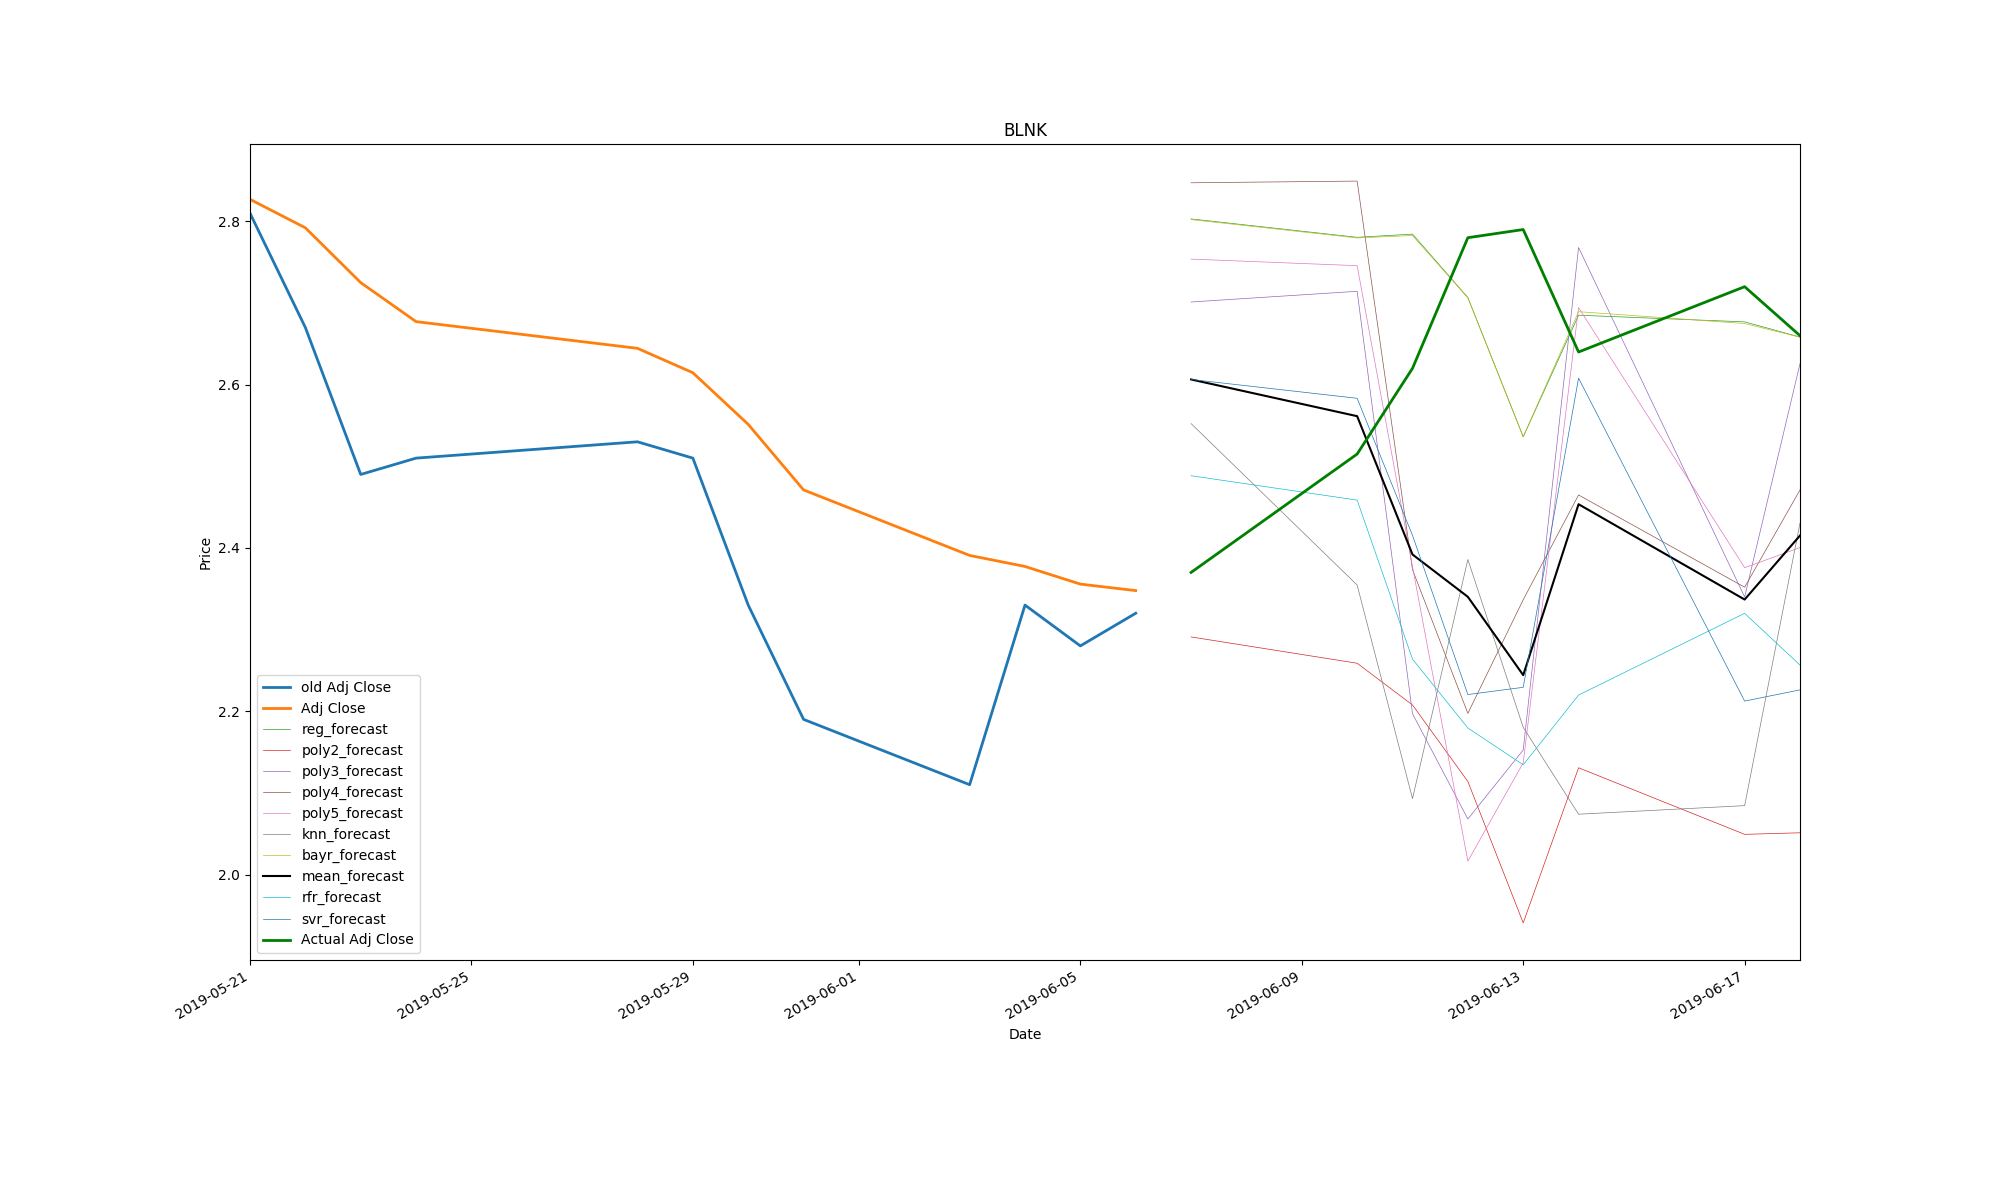 BLNK
Price
2.8
2.6
2.4
2.2
2.0
old Adj Close
Adj Close
reg_forecast
poly2_forecast
poly3_forecast
poly4_forecast
poly5_forecast
knn_forecast
bayr_forecast
mean_forecast
rfr_forecast
svr_forecast
Actual Adj Close
2019-05-21
2019-05-25
2019-05-29
2019-06-01
2019-06-05
2019-06-09
2019-06-13
2019-06-17
Date